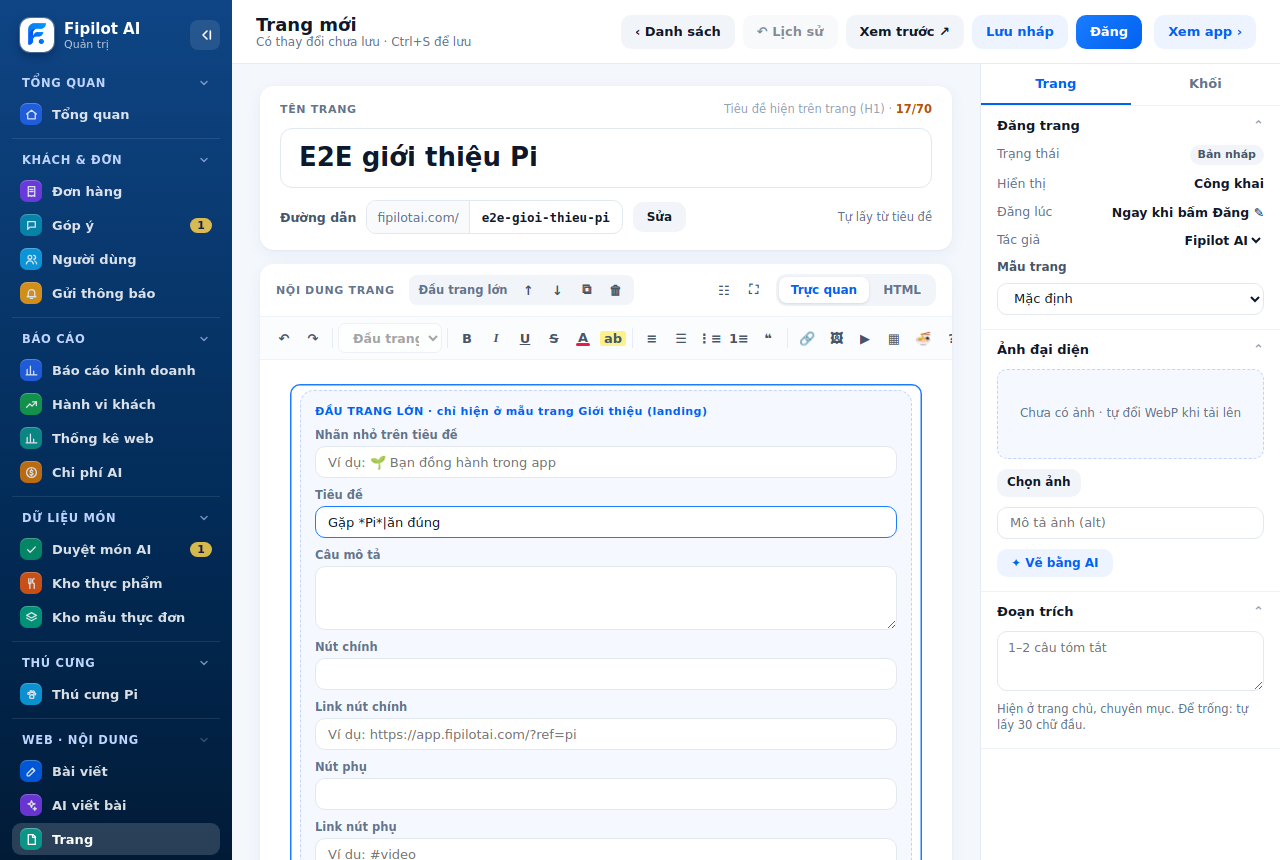 Fipilot AI
Quản trị
TỔNG QUAN
Tổng quan
KHÁCH & ĐƠN
Đơn hàng
Góp ý 1
Người dùng
Gửi thông báo
BÁO CÁO
Báo cáo kinh doanh
Hành vi khách
Thống kê web
Chi phí AI
DỮ LIỆU MÓN
Duyệt món AI 1
Kho thực phẩm
Kho mẫu thực đơn
THÚ CƯNG
Thú cưng Pi
WEB · NỘI DUNG
Bài viết
AI viết bài
Trang
Trang mới
Có thay đổi chưa lưu · Ctrl+S để lưu
‹ Danh sách
↶ Lịch sử
Xem trước ↗
Lưu nháp
Đăng
Xem app ›
TÊN TRANG
Tiêu đề hiện trên trang (H1) · 17/70
E2E giới thiệu Pi
Đường dẫn fipilotai.com/ e2e-gioi-thieu-pi Sửa Tự lấy từ tiêu đề
NỘI DUNG TRANG Đầu trang lớn ↑ ↓ Trực quan HTML
↶ ↷ Đầu trang B I U S A ab 1≡ ❝ ▶ ?
ĐẦU TRANG LỚN · chỉ hiện ở mẫu trang Giới thiệu (landing)
Nhãn nhỏ trên tiêu đề
Ví dụ: 🌱 Bạn đồng hành trong app
Tiêu đề
Gặp *Pi*|ăn đúng
Câu mô tả
Nút chính
Link nút chính
Ví dụ: https://app.fipilotai.com/?ref=pi
Nút phụ
Link nút phụ
Ví dụ: #video
Trang Khối
Đăng trang
Trạng thái Bản nháp
Hiển thị Công khai
Đăng lúc Ngay khi bấm Đăng ✎
Tác giả Fipilot AI
Mẫu trang
Mặc định
Ảnh đại diện
Chưa có ảnh · tự đổi WebP khi tải lên
Chọn ảnh
Mô tả ảnh (alt)
✦ Vẽ bằng AI
Đoạn trích
1–2 câu tóm tắt
Hiện ở trang chủ, chuyên mục. Để trống: tự
lấy 30 chữ đầu.